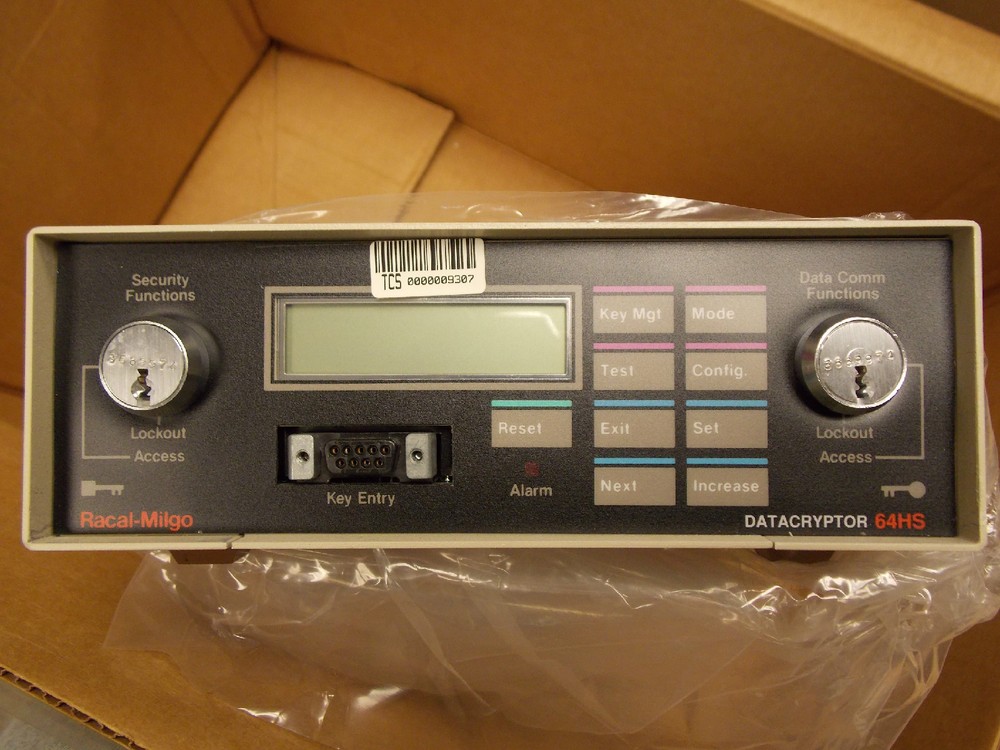 TCS 0000009307
Security
Functions
Data Comm
Functions
Key Mgt
Mode
Test
Config.
Reset
Exit
Set
Next
Increase
Lockout
Access
Lockout
Access
Key Entry
Alarm
Racal-Milgo
DATACRYPTOR 64HS